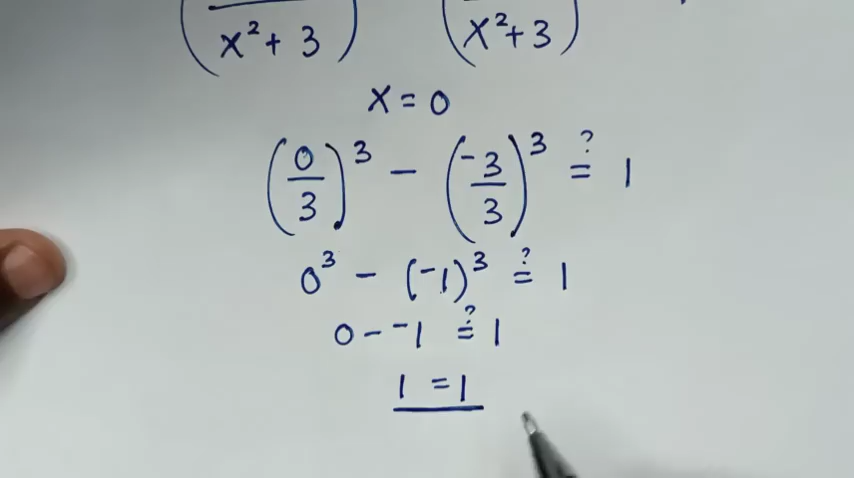 (―/x² + 3) (―/x² + 3)
x = 0
(0/3)³ - (-3/3)³ ≟ 1
0³ - (-1)³ ≟ 1
0 - -1 ≟ 1
1 = 1